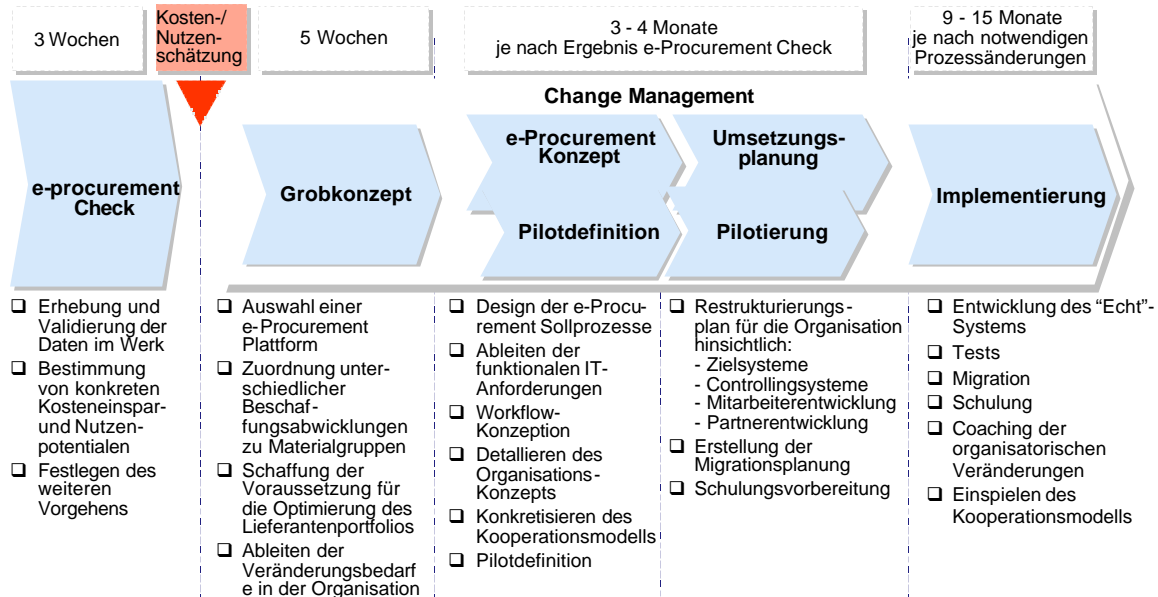 3 Wochen
Kosten-/
Nutzen-
schätzung
5 Wochen
3 - 4 Monate
je nach Ergebnis e-Procurement Check
9 - 15 Monate
je nach notwendigen
Prozessänderungen
Change Management
e-procurement
Check
Grobkonzept
e-Procurement
Konzept
Pilotdefinition
Umsetzungs-
planung
Pilotierung
Implementierung
❑ Erhebung und
Validierung der
Daten im Werk
❑ Bestimmung
von konkreten
Kosteneinspar-
und Nutzen-
potentialen
❑ Festlegen des
weiteren
Vorgehens
❑ Auswahl einer
e-Procurement
Plattform
❑ Zuordnung unter-
schiedlicher
Beschaf-
fungsabwicklungen
zu Materialgruppen
❑ Schaffung der
Voraussetzung für
die Optimierung des
Lieferantenportfolios
❑ Ableiten der
Veränderungsbedarf
e in der Organisation
❑ Design der e-Procu-
rement Sollprozesse
❑ Ableiten der
funktionalen IT-
Anforderungen
❑ Workflow-
Konzeption
❑ Detallieren des
Organisations-
Konzepts
❑ Konkretisieren des
Kooperationsmodells
❑ Pilotdefinition
❑ Restrukturierungs-
plan für die Organisation
hinsichtlich:
- Zielsysteme
- Controllingsysteme
- Mitarbeiterentwicklung
- Partnerentwicklung
❑ Erstellung der
Migrationsplanung
❑ Schulungsvorbereitung
❑ Entwicklung des “Echt”-
Systems
❑ Tests
❑ Migration
❑ Schulung
❑ Coaching der
organisatorischen
Veränderungen
❑ Einspielen des
Kooperationsmodells